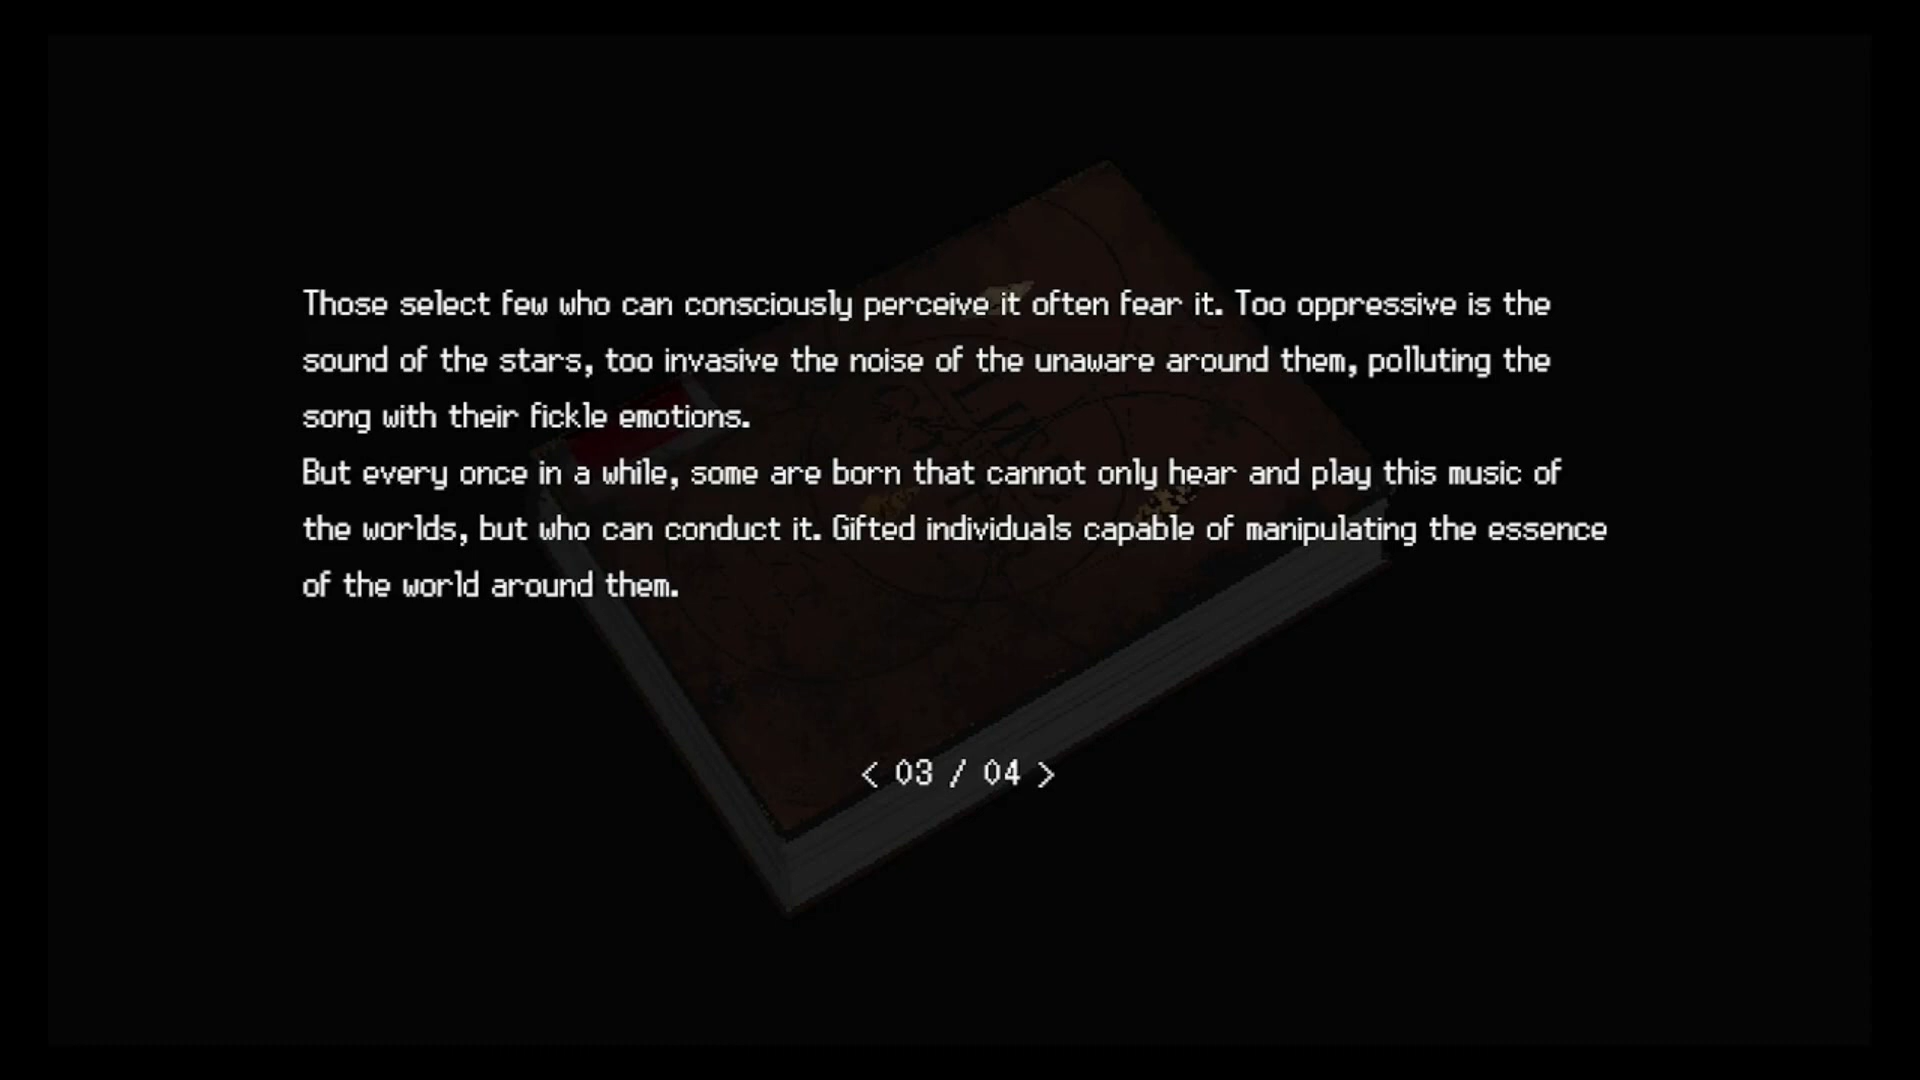 Those select few who can consciously perceive it often fear it. Too oppressive is the
sound of the stars, too invasive the noise of the unaware around them, polluting the
song with their fickle emotions.
But every once in a while, some are born that cannot only hear and play this music of
the worlds, but who can conduct it. Gifted individuals capable of manipulating the essence
of the world around them.
< 03 / 04 >